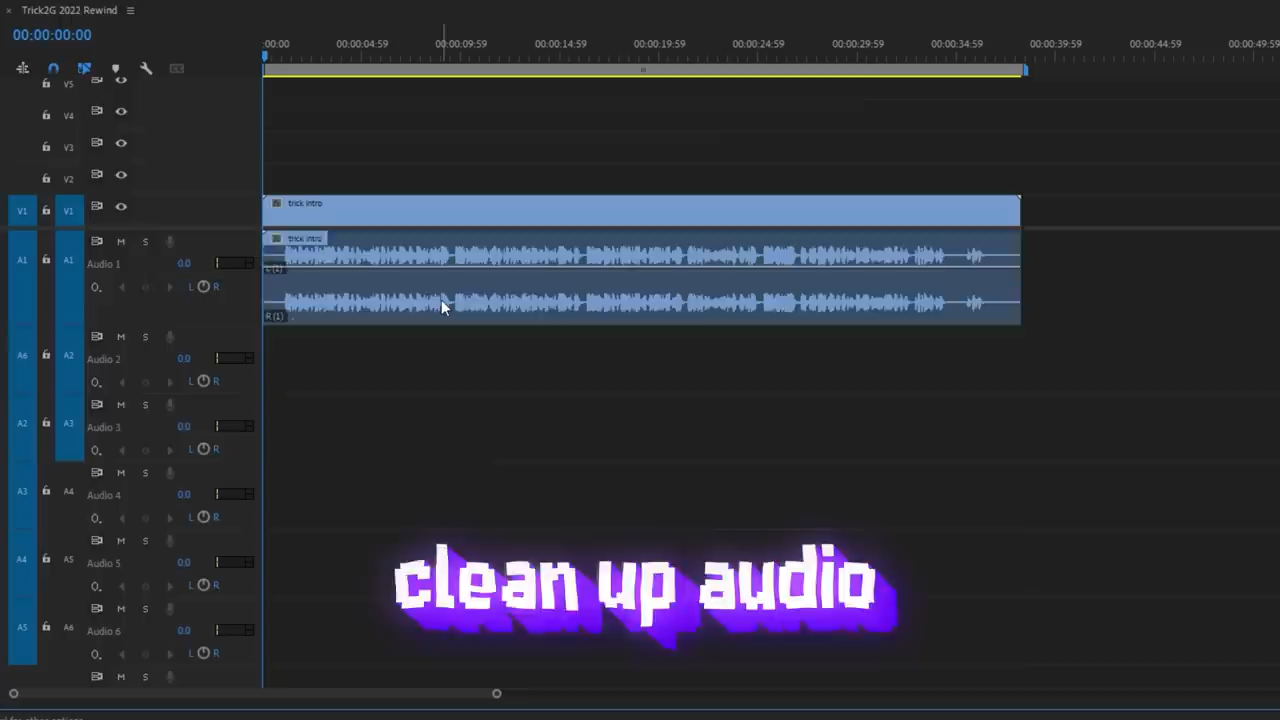 × Trick2G 2022 Rewind ☰
00:00:00:00
:00:00 00:00:04:59 00:00:09:59 00:00:14:59 00:00:19:59 00:00:24:59 00:00:29:59 00:00:34:59 00:00:39:59 00:00:44:59 00:00:49:59
V5
V4
V3
V2
V1 V1 trick intro
M S trick intro
A1 A1 Audio 1 0.0
L R
R (1)
M S
A6 A2 Audio 2 0.0
L R
M S
A2 A3 Audio 3 0.0
L R
M S
A3 A4 Audio 4 0.0
L R
M S
A4 A5 Audio 5 0.0
L R
clean up audio
M S
A5 A6 Audio 6 0.0
L R
M S